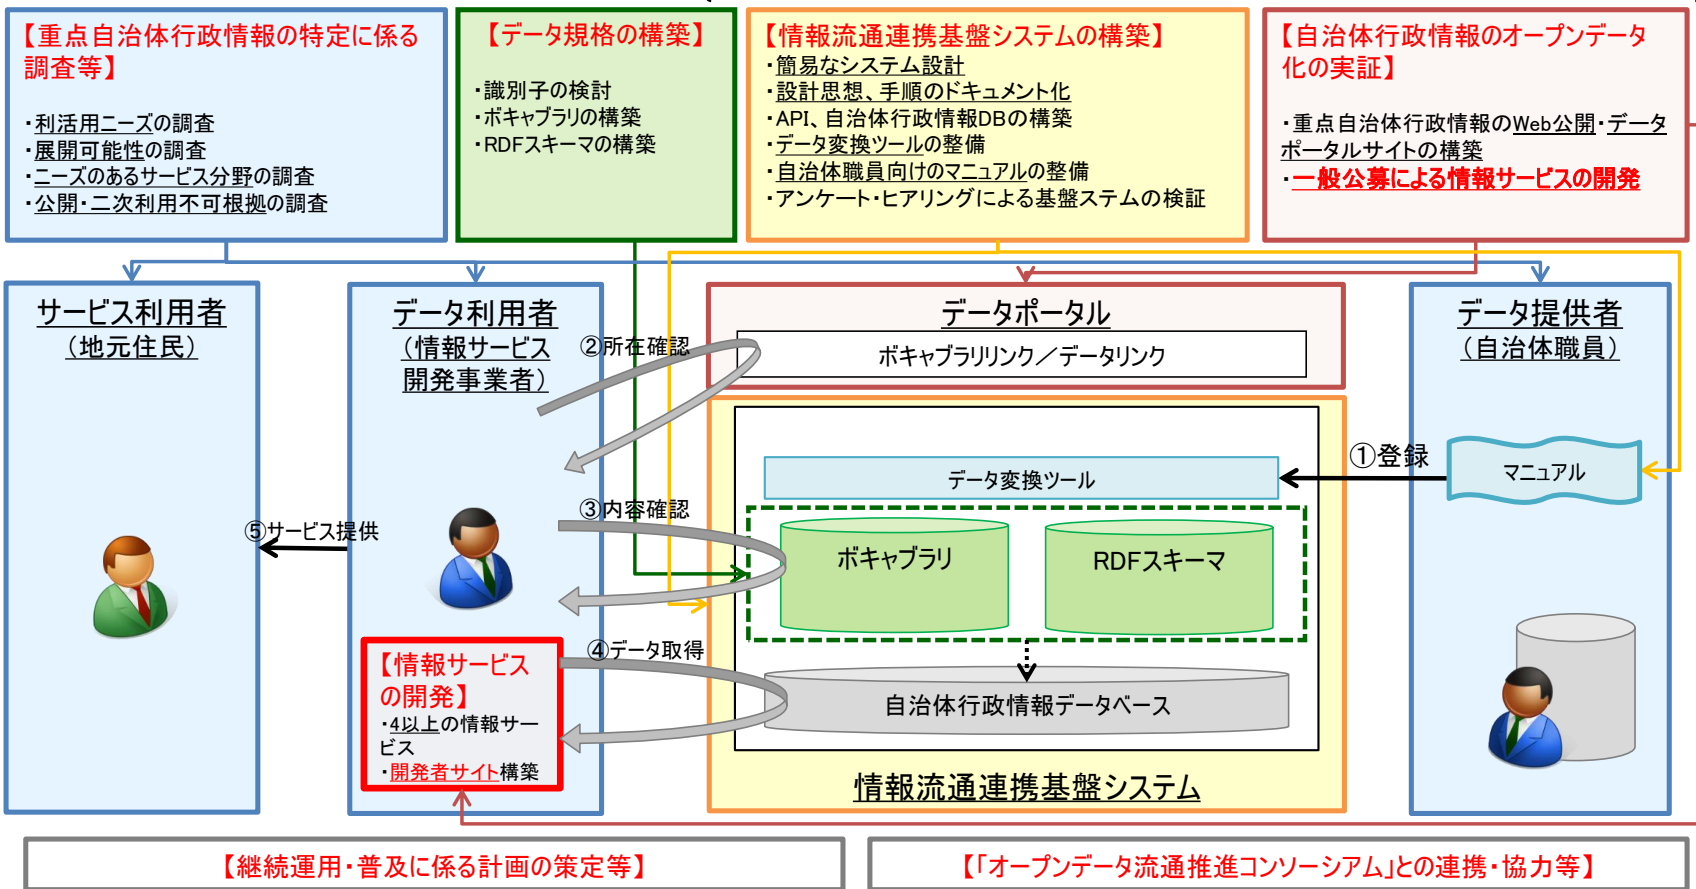 【重点自治体行政情報の特定に係る
調査等】
・利活用ニーズの調査
・展開可能性の調査
・ニーズのあるサービス分野の調査
・公開・二次利用不可根拠の調査
【データ規格の構築】
・識別子の検討
・ボキャブラリの構築
・RDFスキーマの構築
【情報流通連携基盤システムの構築】
・簡易なシステム設計
・設計思想、手順のドキュメント化
・API、自治体行政情報DBの構築
・データ変換ツールの整備
・自治体職員向けのマニュアルの整備
・アンケート・ヒアリングによる基盤ステムの検証
【自治体行政情報のオープンデータ
化の実証】
・重点自治体行政情報のWeb公開・データ
ポータルサイトの構築
・一般公募による情報サービスの開発
サービス利用者
（地元住民）
データ利用者
（情報サービス
開発事業者）
②所在確認
データポータル
ボキャブラリリンク／データリンク
データ提供者
（自治体職員）
①登録
マニュアル
データ変換ツール
③内容確認
⑤サービス提供
ボキャブラリ
RDFスキーマ
④データ取得
【情報サービス
の開発】
・4以上の情報サー
ビス
・開発者サイト構築
自治体行政情報データベース
情報流通連携基盤システム
【継続運用・普及に係る計画の策定等】
【「オープンデータ流通推進コンソーシアム」との連携・協力等】